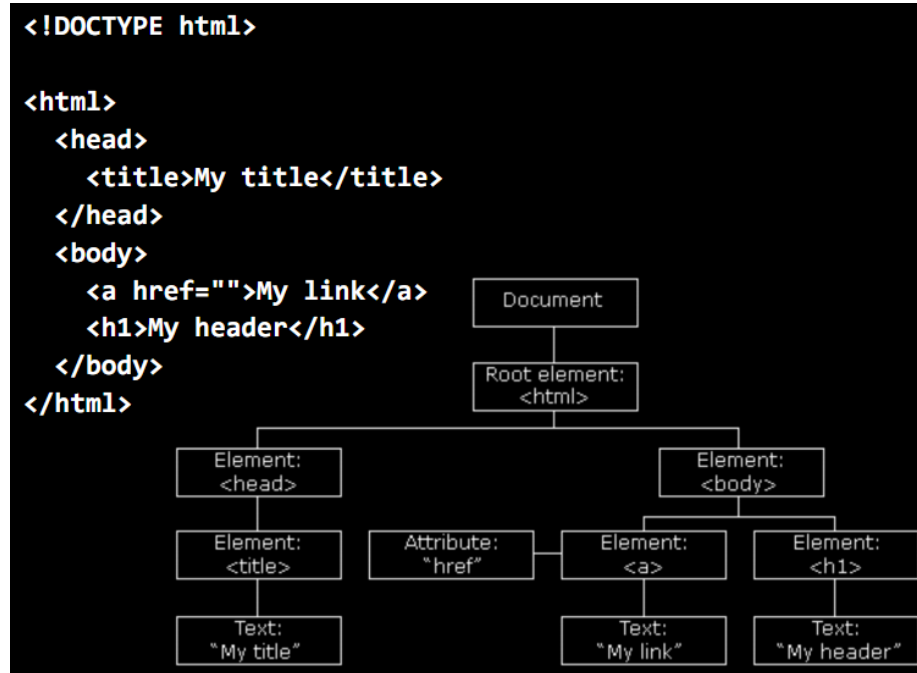 <!DOCTYPE html>
<html>
<head>
<title>My title</title>
</head>
<body>
<a href="">My link</a>
<h1>My header</h1>
</body>
</html>
Document
Root element:
<html>
Element:
<head>
Element:
<body>
Element:
<title>
Attribute:
"href"
Element:
<a>
Element:
<h1>
Text:
"My title"
Text:
"My link"
Text:
"My header"